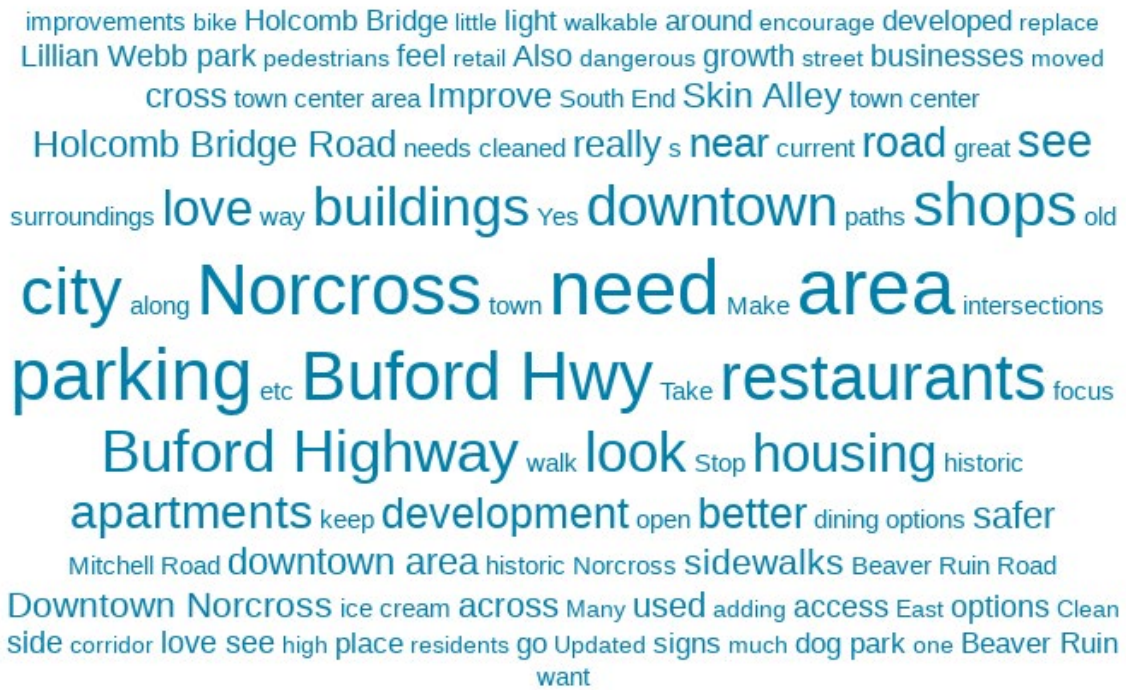 improvements bike Holcomb Bridge little light walkable around encourage developed replace
Lillian Webb park pedestrians feel retail Also dangerous growth street businesses moved
cross town center area Improve South End Skin Alley town center
Holcomb Bridge Road needs cleaned really s near current road great see
surroundings love way buildings Yes downtown paths shops old
city along Norcross town need Make area intersections
parking etc Buford Hwy Take restaurants focus
Buford Highway walk look Stop housing historic
apartments keep development open better dining options safer
Mitchell Road downtown area historic Norcross sidewalks Beaver Ruin Road
Downtown Norcross ice cream across Many used adding access East options Clean
side corridor love see high place residents go Updated signs much dog park one Beaver Ruin
want